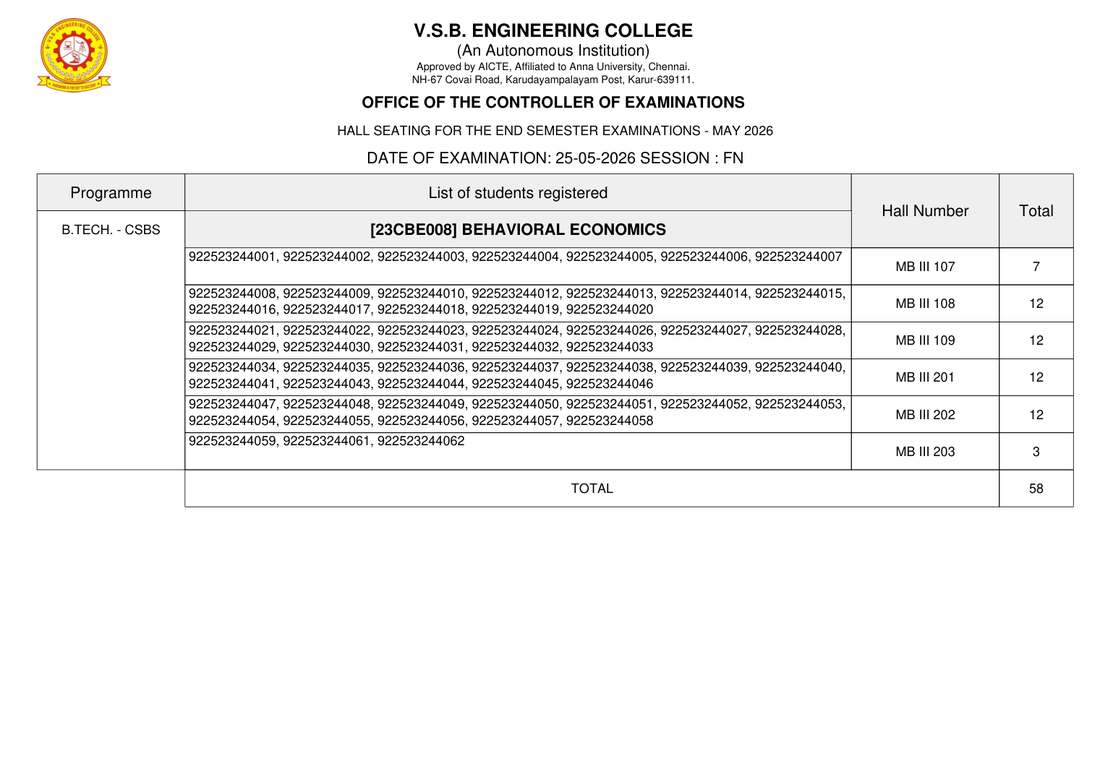 V.S.B. ENGINEERING COLLEGE
(An Autonomous Institution)
Approved by AICTE, Affiliated to Anna University, Chennai.
NH-67 Covai Road, Karudayampalayam Post, Karur-639111.
OFFICE OF THE CONTROLLER OF EXAMINATIONS
HALL SEATING FOR THE END SEMESTER EXAMINATIONS - MAY 2026
DATE OF EXAMINATION: 25-05-2026 SESSION : FN
Programme List of students registered Hall Number Total
B.TECH. - CSBS [23CBE008] BEHAVIORAL ECONOMICS
922523244001, 922523244002, 922523244003, 922523244004, 922523244005, 922523244006, 922523244007
MB III 107 7
922523244008, 922523244009, 922523244010, 922523244012, 922523244013, 922523244014, 922523244015,
922523244016, 922523244017, 922523244018, 922523244019, 922523244020
MB III 108 12
922523244021, 922523244022, 922523244023, 922523244024, 922523244026, 922523244027, 922523244028,
922523244029, 922523244030, 922523244031, 922523244032, 922523244033
MB III 109 12
922523244034, 922523244035, 922523244036, 922523244037, 922523244038, 922523244039, 922523244040,
922523244041, 922523244043, 922523244044, 922523244045, 922523244046
MB III 201 12
922523244047, 922523244048, 922523244049, 922523244050, 922523244051, 922523244052, 922523244053,
922523244054, 922523244055, 922523244056, 922523244057, 922523244058
MB III 202 12
922523244059, 922523244061, 922523244062
MB III 203 3
TOTAL 58